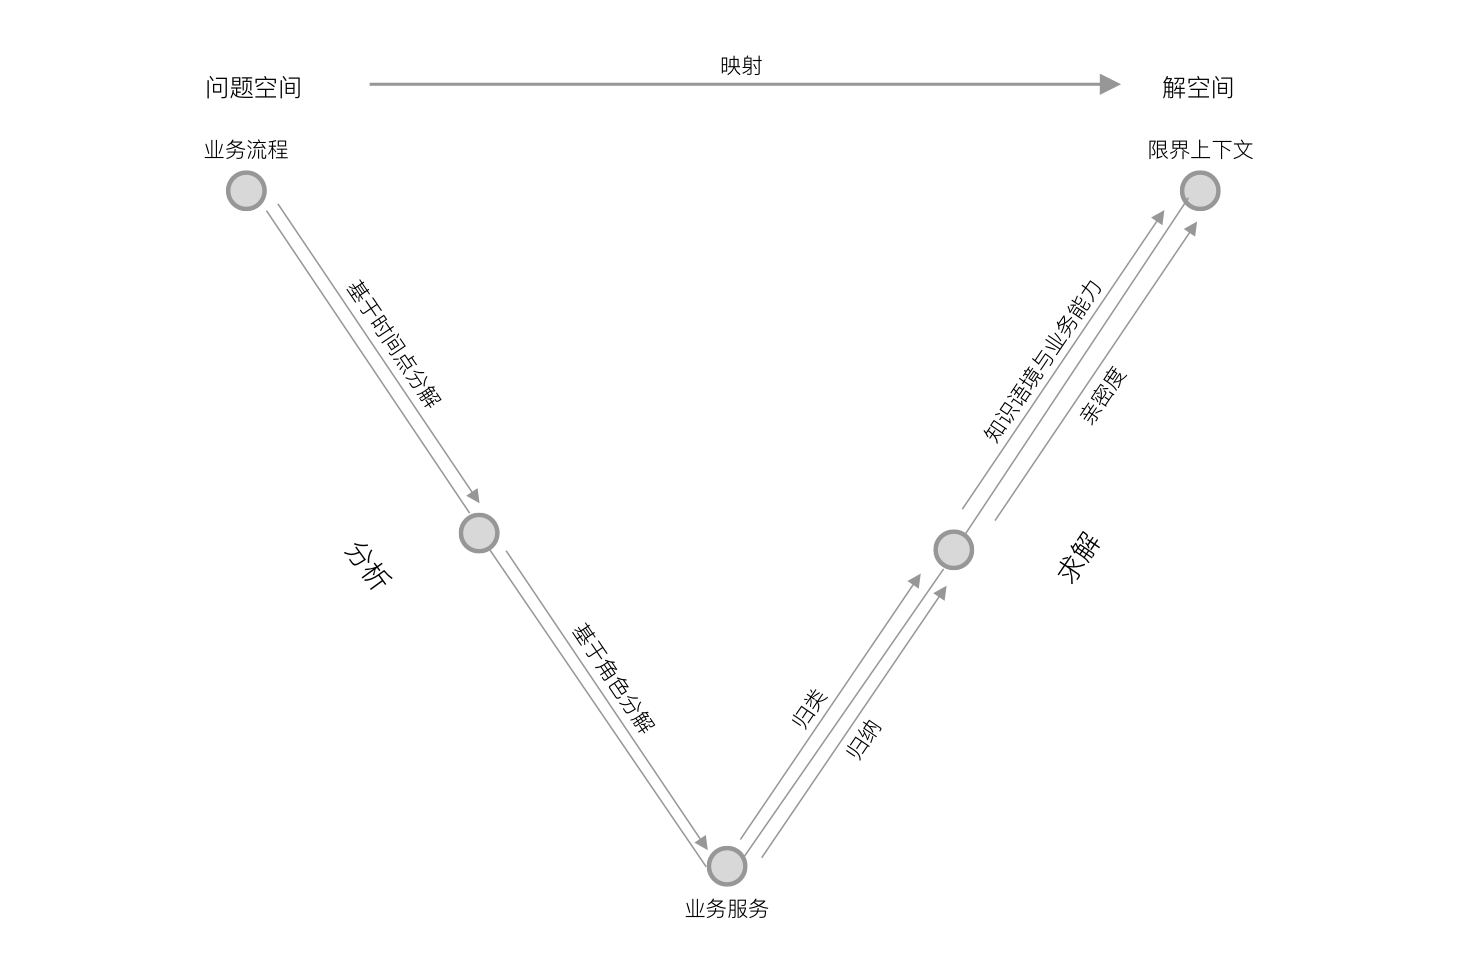 映射
问题空间
解空间
业务流程
限界上下文
基于时间点分解
知识语境与业务能力
亲密度
分析
求解
基于角色分解
归类
归纳
业务服务